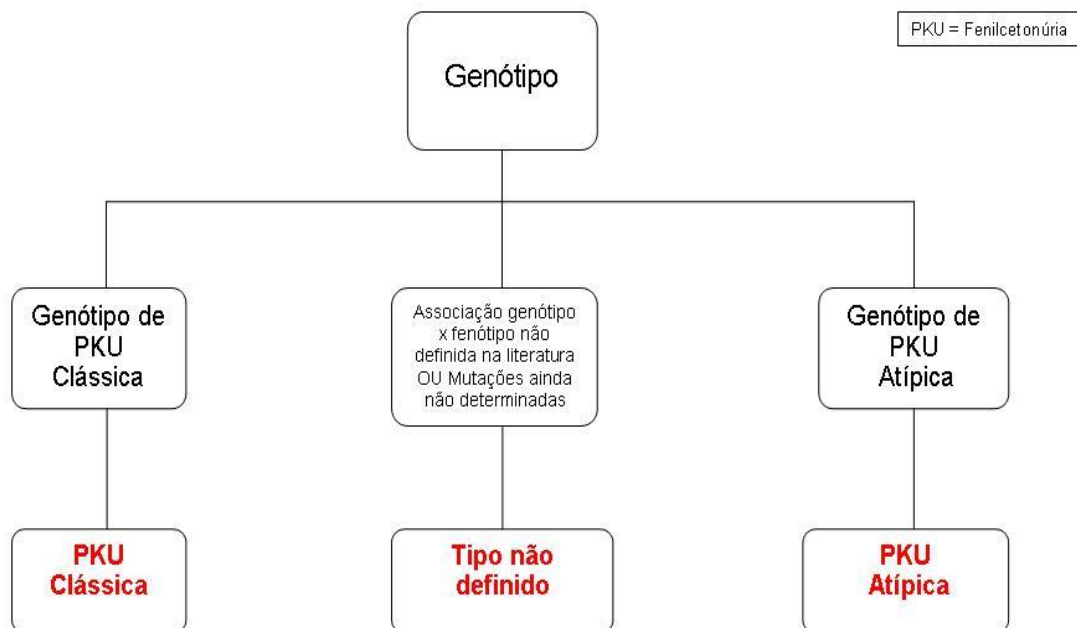 PKU = Fenilcetonúria
Genótipo
Genótipo de
PKU
Clássica
Associação genótipo
x fenótipo não
definida na literatura
OU Mutações ainda
não determinadas
Genótipo de
PKU
Atípica
PKU
Clássica
Tipo não
definido
PKU
Atípica